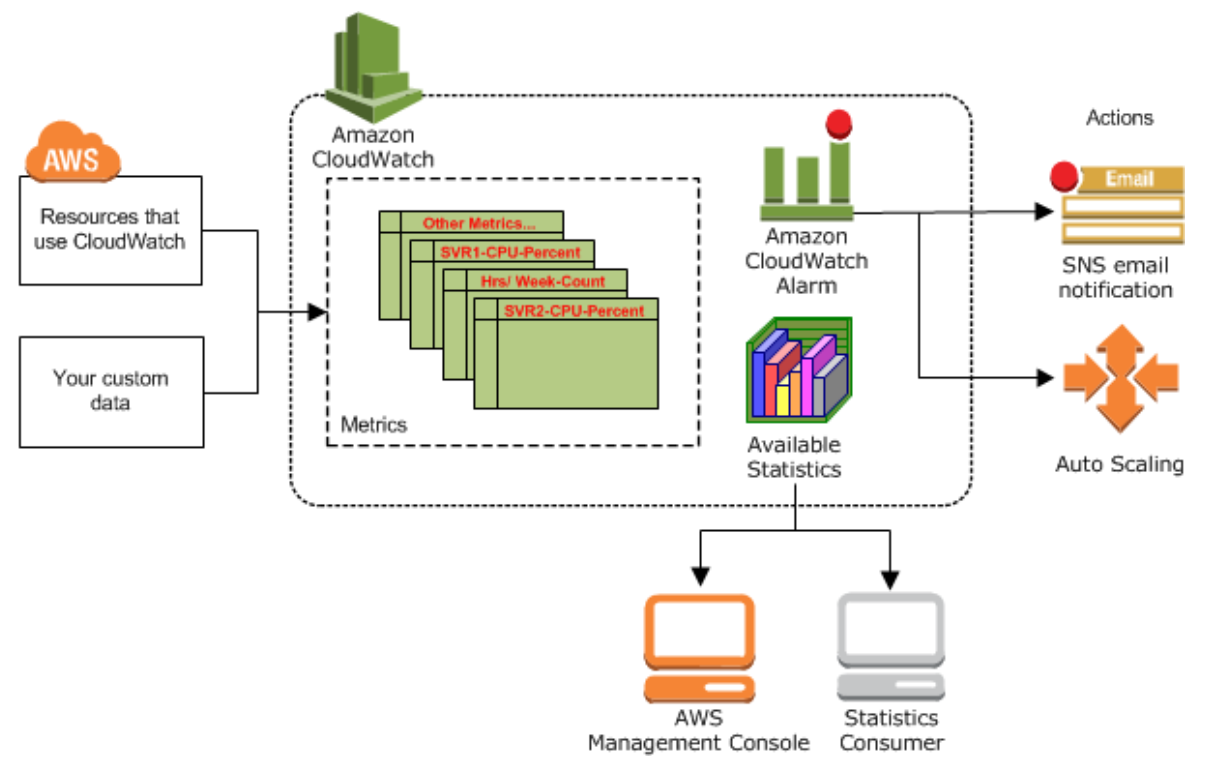 Amazon
CloudWatch
AWS
Resources that
use CloudWatch
Your custom
data
Other Metrics...
SVR1-CPU-Percent
Hrs/ Week-Count
SVR2-CPU-Percent
Metrics
Amazon
CloudWatch
Alarm
Available
Statistics
Actions
Email
SNS email
notification
Auto Scaling
AWS
Management Console
Statistics
Consumer